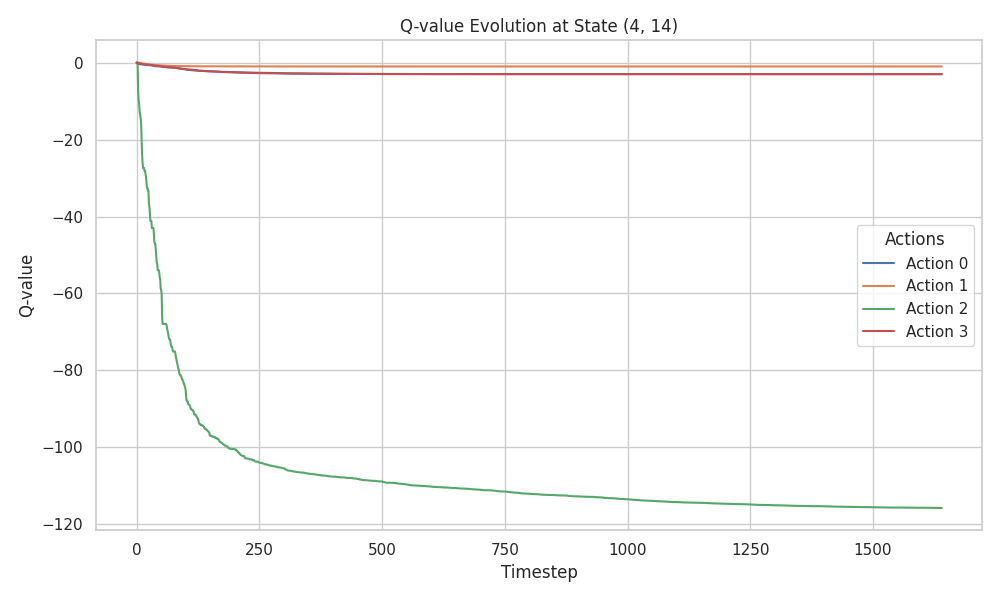 Q-value Evolution at State (4, 14)
0
−20
−40
−60
−80
−100
−120
Q-value
0
250
500
750
1000
1250
1500
Timestep
Actions
Action 0
Action 1
Action 2
Action 3